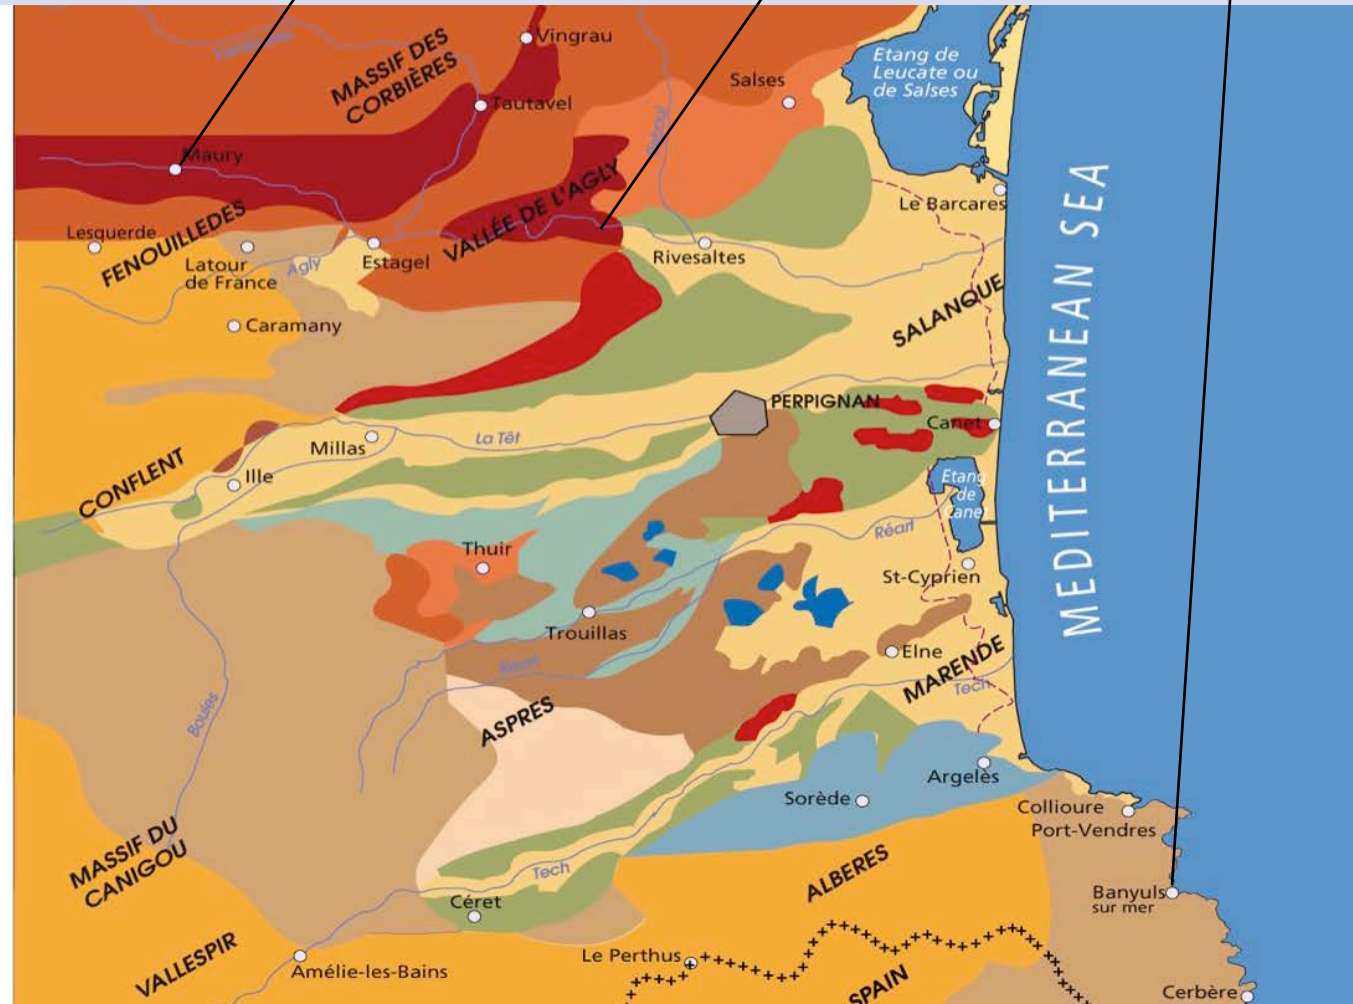 Vingrau
MASSIF DES
CORBIÈRES
Etang de
Leucate ou
de Salses
Salses
Tautavel
Maury
VALLÉE DE L'AGLY
Le Barcares
MEDITERRANEAN SEA
FENOUILLEDES
Lesquerde
Latour
de France
Agly
Estagel
Rivesaltes
SALANQUE
Caramany
PERPIGNAN
Canet
La Têt
Millas
CONFLENT
Ille
Etang
de
Canet
Réart
Thuir
St-Cyprien
Trouillas
Elne
MARENDE
Tech
Boules
ASPRES
Argelès
Sorède
Collioure
Port-Vendres
MASSIF DU
CANIGOU
ALBERES
Tech
Banyuls
sur mer
Céret
VALLESPIR
Amélie-les-Bains
Le Perthus
SPAIN
Cerbère